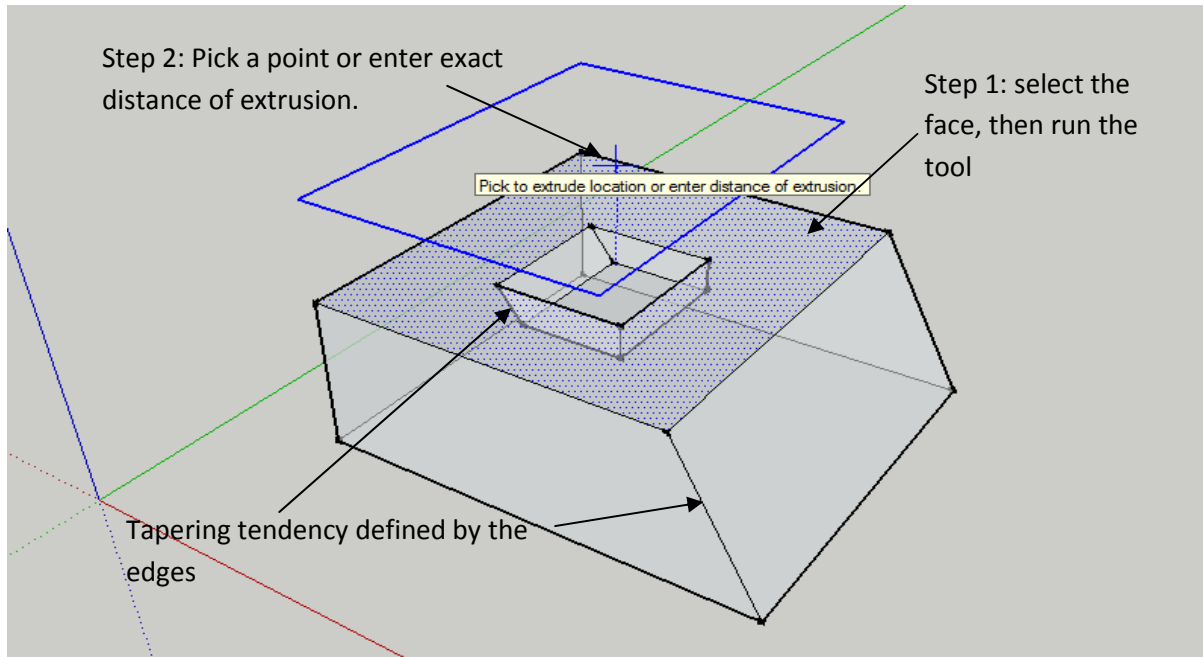 Step 2: Pick a point or enter exact
distance of extrusion.
Step 1: select the
face, then run the
tool
Pick to extrude location or enter distance of extrusion.
Tapering tendency defined by the
edges